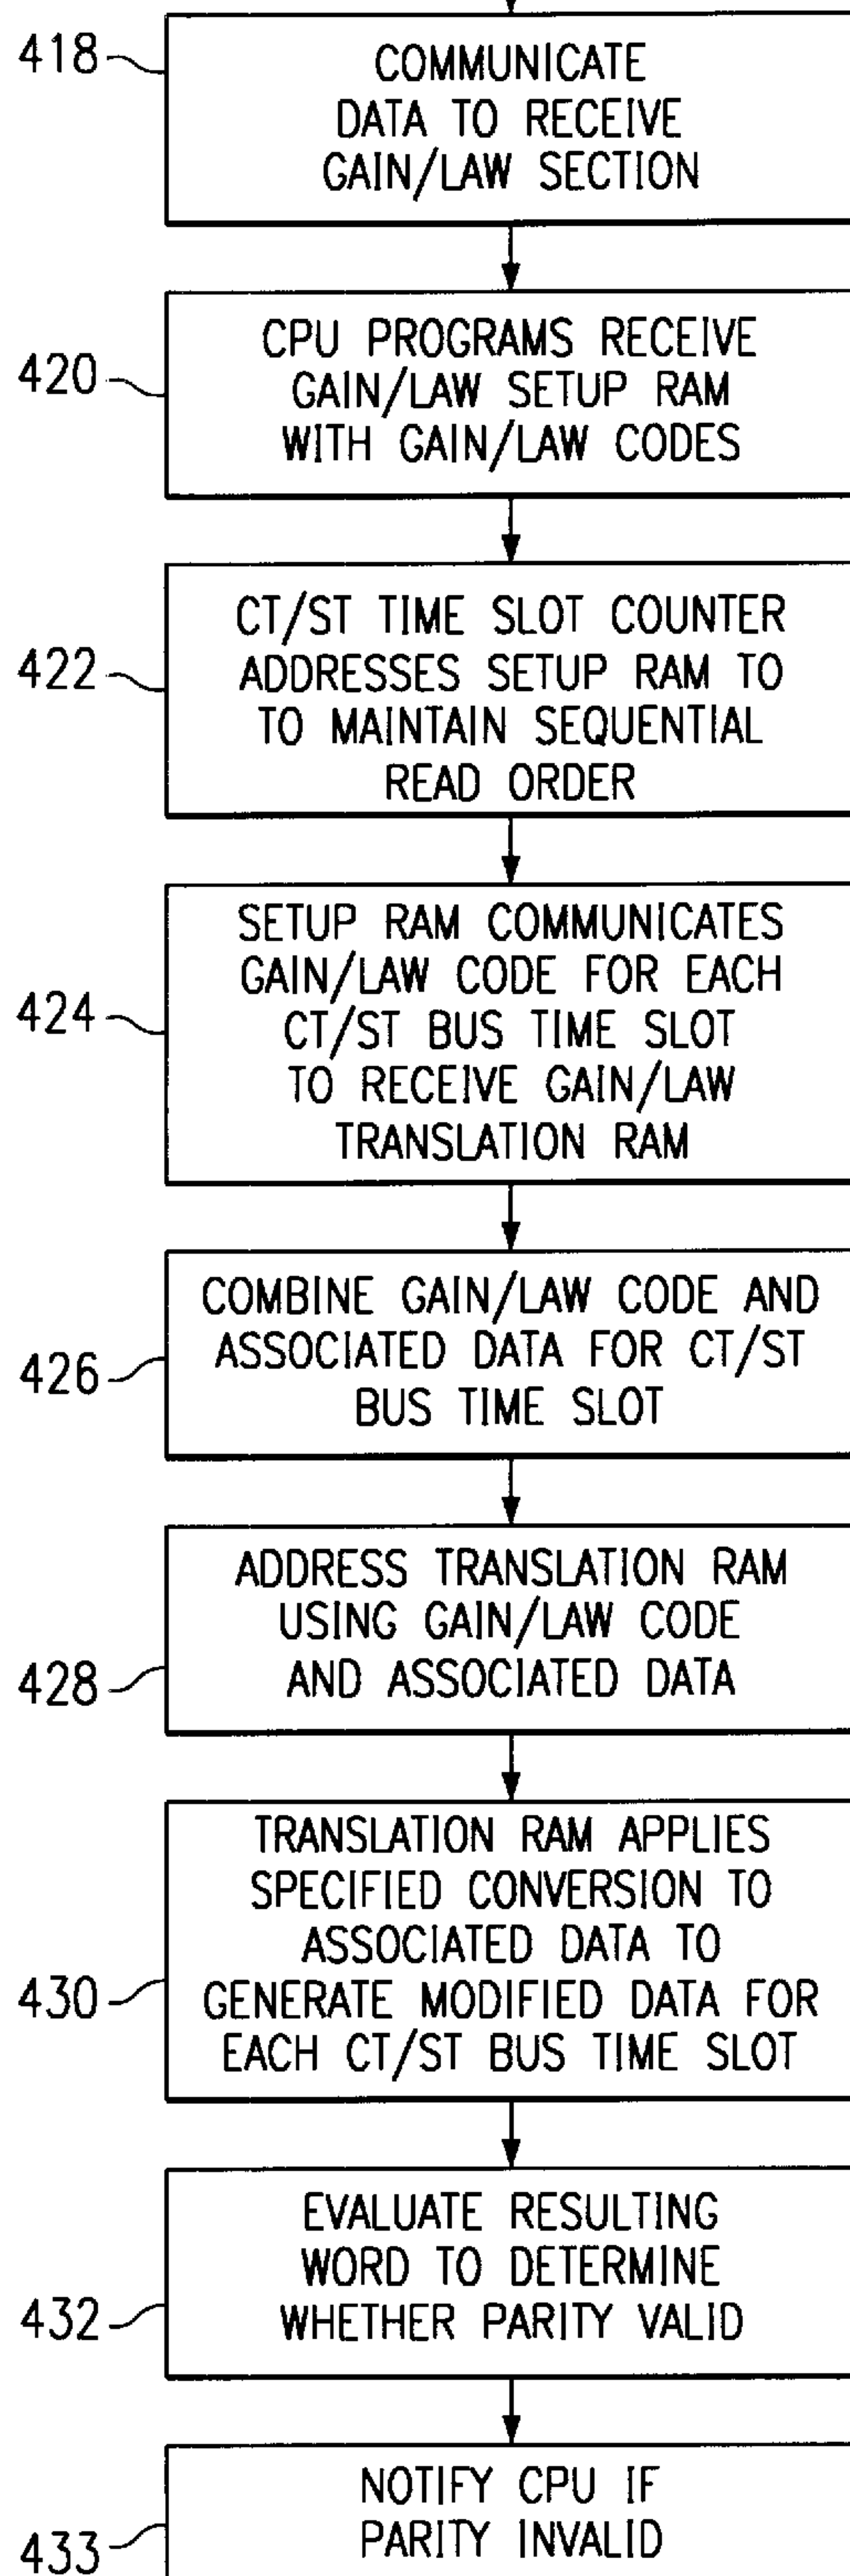 418
COMMUNICATE
DATA TO RECEIVE
GAIN/LAW SECTION
420
CPU PROGRAMS RECEIVE
GAIN/LAW SETUP RAM
WITH GAIN/LAW CODES
422
CT/ST TIME SLOT COUNTER
ADDRESSES SETUP RAM TO
TO MAINTAIN SEQUENTIAL
READ ORDER
424
SETUP RAM COMMUNICATES
GAIN/LAW CODE FOR EACH
CT/ST BUS TIME SLOT
TO RECEIVE GAIN/LAW
TRANSLATION RAM
426
COMBINE GAIN/LAW CODE AND
ASSOCIATED DATA FOR CT/ST
BUS TIME SLOT
428
ADDRESS TRANSLATION RAM
USING GAIN/LAW CODE
AND ASSOCIATED DATA
430
TRANSLATION RAM APPLIES
SPECIFIED CONVERSION TO
ASSOCIATED DATA TO
GENERATE MODIFIED DATA FOR
EACH CT/ST BUS TIME SLOT
432
EVALUATE RESULTING
WORD TO DETERMINE
WHETHER PARITY VALID
433
NOTIFY CPU IF
PARITY INVALID